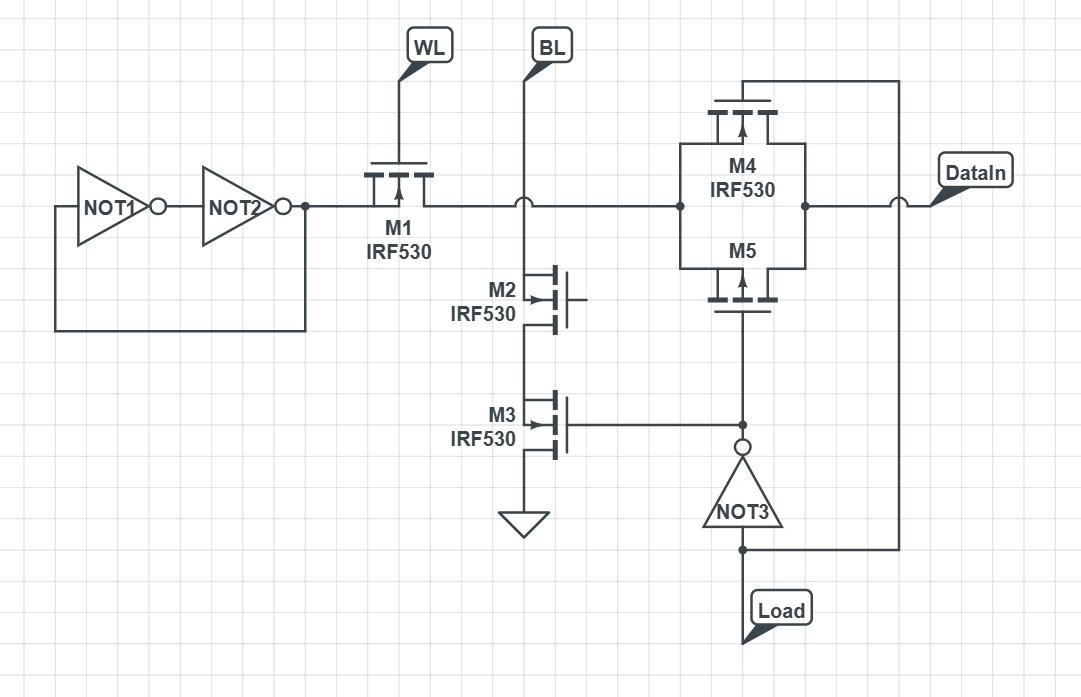 WL
BL
DataIn
NOT1
NOT2
M1
IRF530
M4
IRF530
M5
M2
IRF530
M3
IRF530
NOT3
Load